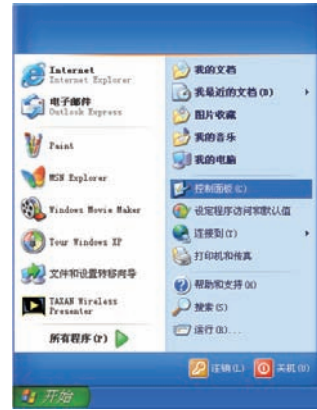 Internet
Internet Explorer
电子邮件
Outlook Express
Paint
MSN Explorer
Windows Movie Maker
Tour Windows XP
文件和设置转移向导
TAXAN Wireless
Presenter
所有程序(P)
我的文档
我最近的文档(D)
图片收藏
我的音乐
我的电脑
控制面板(C)
设定程序访问和默认值
连接到(T)
打印机和传真
帮助和支持(H)
搜索(S)
运行(R)...
注销(L)
关机(U)
开始